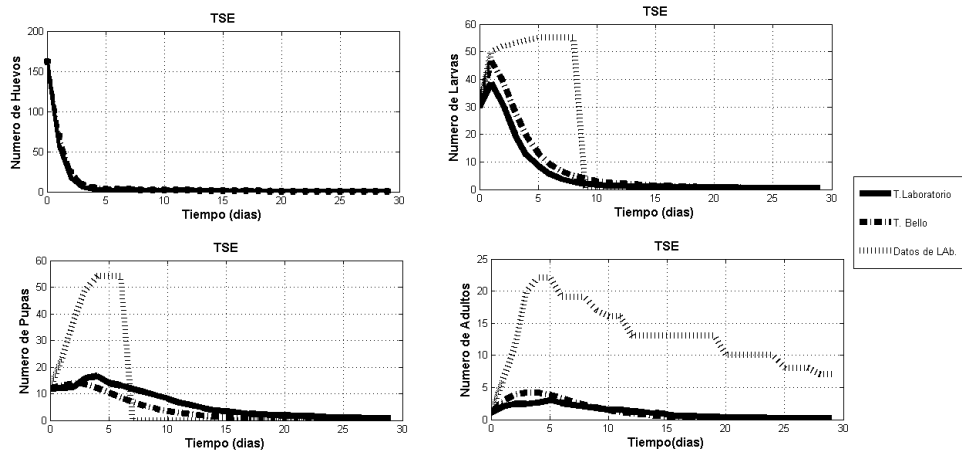 TSE
Numero de Huevos
200
150
100
50
0
0 5 10 15 20 25 30
Tiempo (dias)
TSE
Numero de Larvas
60
50
40
30
20
10
0
0 5 10 15 20 25 30
Tiempo (dias)
T.Laboratorio
T. Bello
Datos de LAb.
TSE
Numero de Pupas
60
50
40
30
20
10
0
0 5 10 15 20 25 30
Tiempo (dias)
TSE
Numero de Adultos
25
20
15
10
5
0
0 5 10 15 20 25 30
Tiempo(dias)